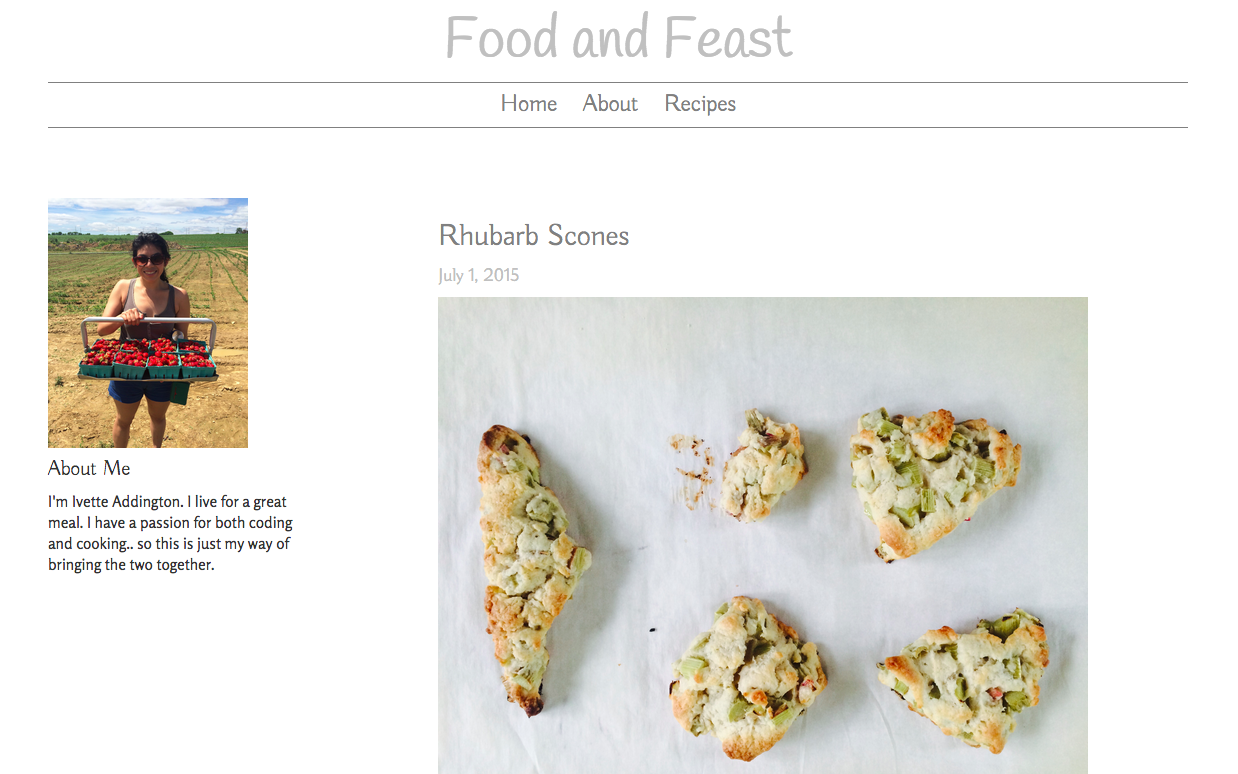 Food and Feast
Home About Recipes
About Me
I'm Ivette Addington. I live for a great
meal. I have a passion for both coding
and cooking.. so this is just my way of
bringing the two together.
Rhubarb Scones
July 1, 2015